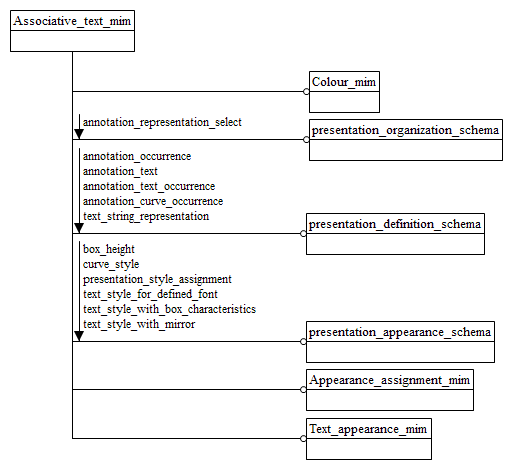 Associative_text_mim
Colour_mim
annotation_representation_select
presentation_organization_schema
annotation_occurrence
annotation_text
annotation_text_occurrence
annotation_curve_occurrence
text_string_representation
presentation_definition_schema
box_height
curve_style
presentation_style_assignment
text_style_for_defined_font
text_style_with_box_characteristics
text_style_with_mirror
presentation_appearance_schema
Appearance_assignment_mim
Text_appearance_mim